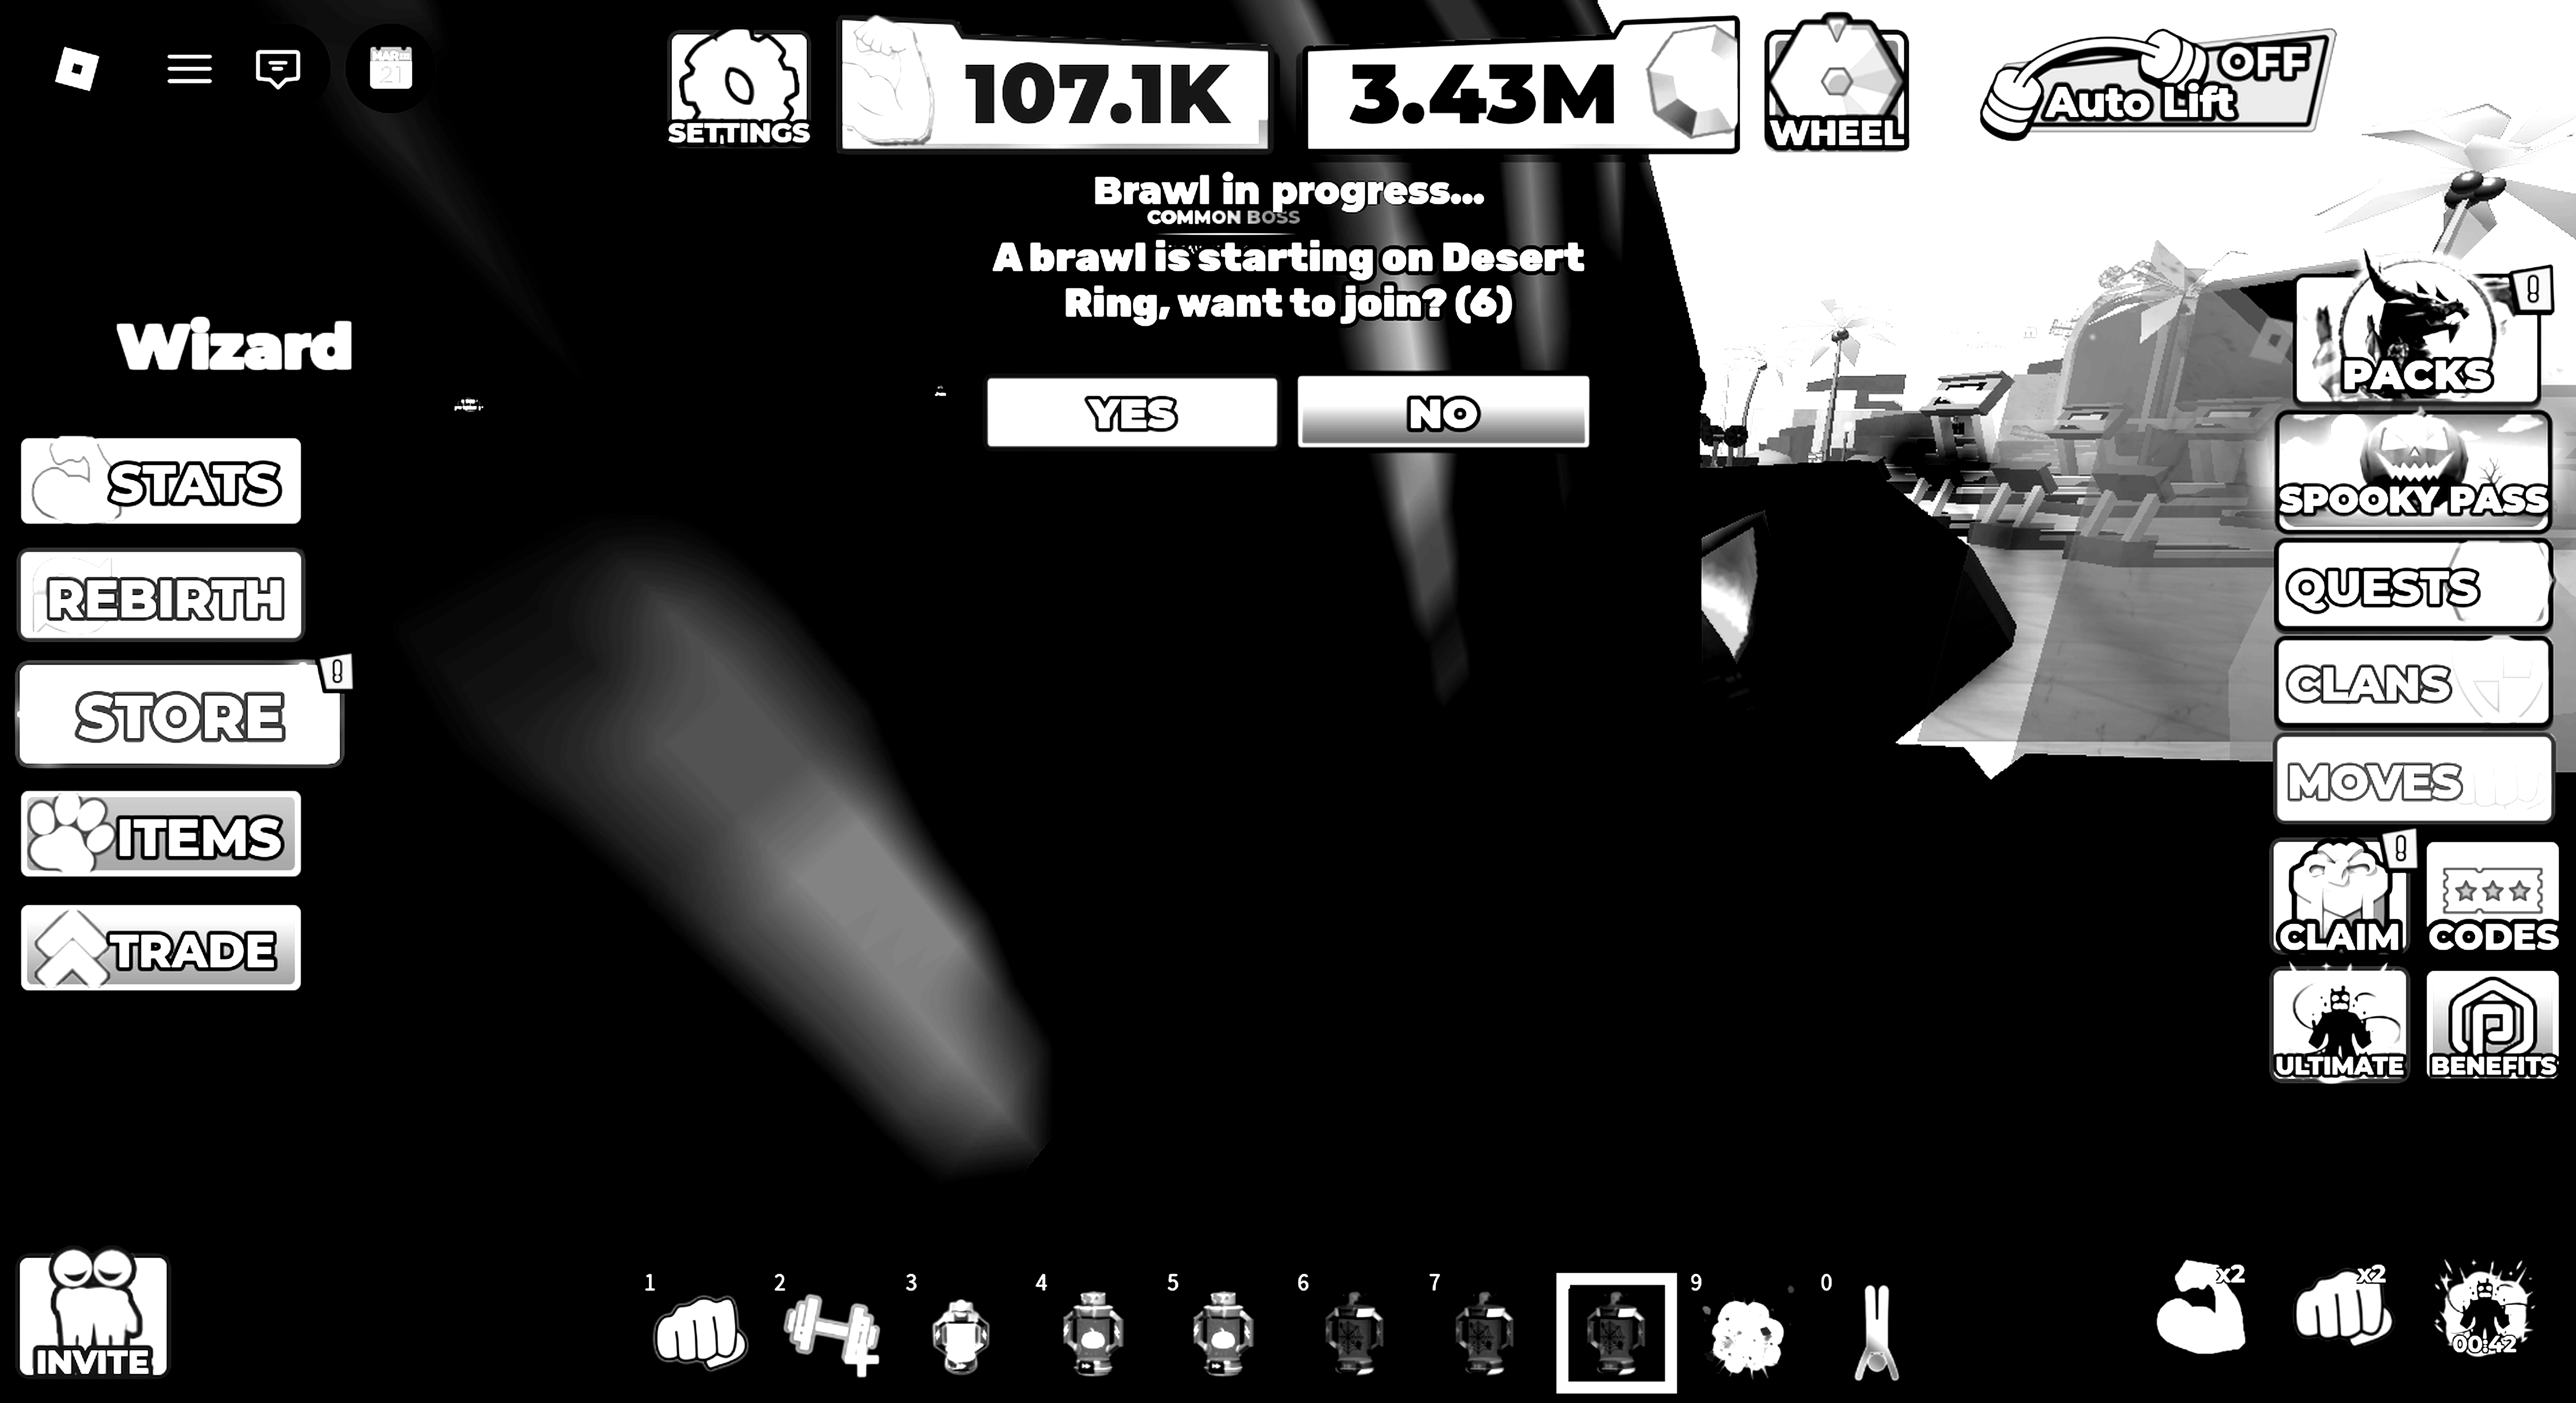 MAR
21
SETTINGS
107.1K
3.43M
WHEEL
OFF
Auto Lift
Brawl in progress...
COMMON BOSS
A brawl is starting on Desert
Ring, want to join? (6)
YES
NO
Wizard
STATS
REBIRTH
STORE
!
ITEMS
TRADE
INVITE
!
PACKS
SPOOKY PASS
QUESTS
CLANS
MOVES
!
CLAIM
CODES
ULTIMATE
BENEFITS
1
2
3
4
5
6
7
9
0
x2
x2
00:42